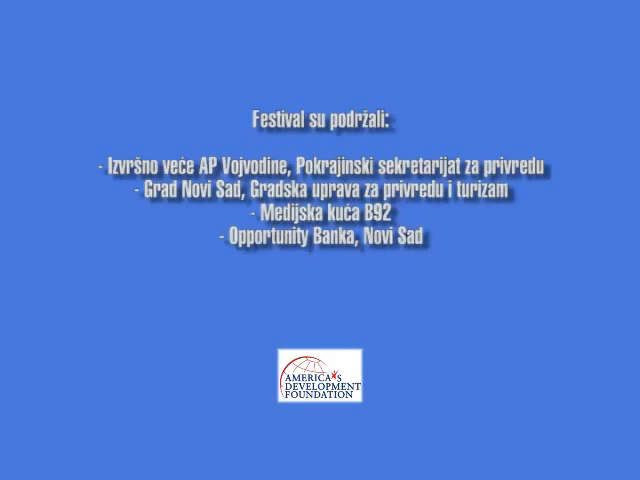 Festival su podržali:
- Izvršno veće AP Vojvodine, Pokrajinski sekretarijat za privredu
- Grad Novi Sad, Gradska uprava za privredu i turizam
- Medijska kuća B92
- Opportunity Banka, Novi Sad
AMERICA'S
DEVELOPMENT
FOUNDATION